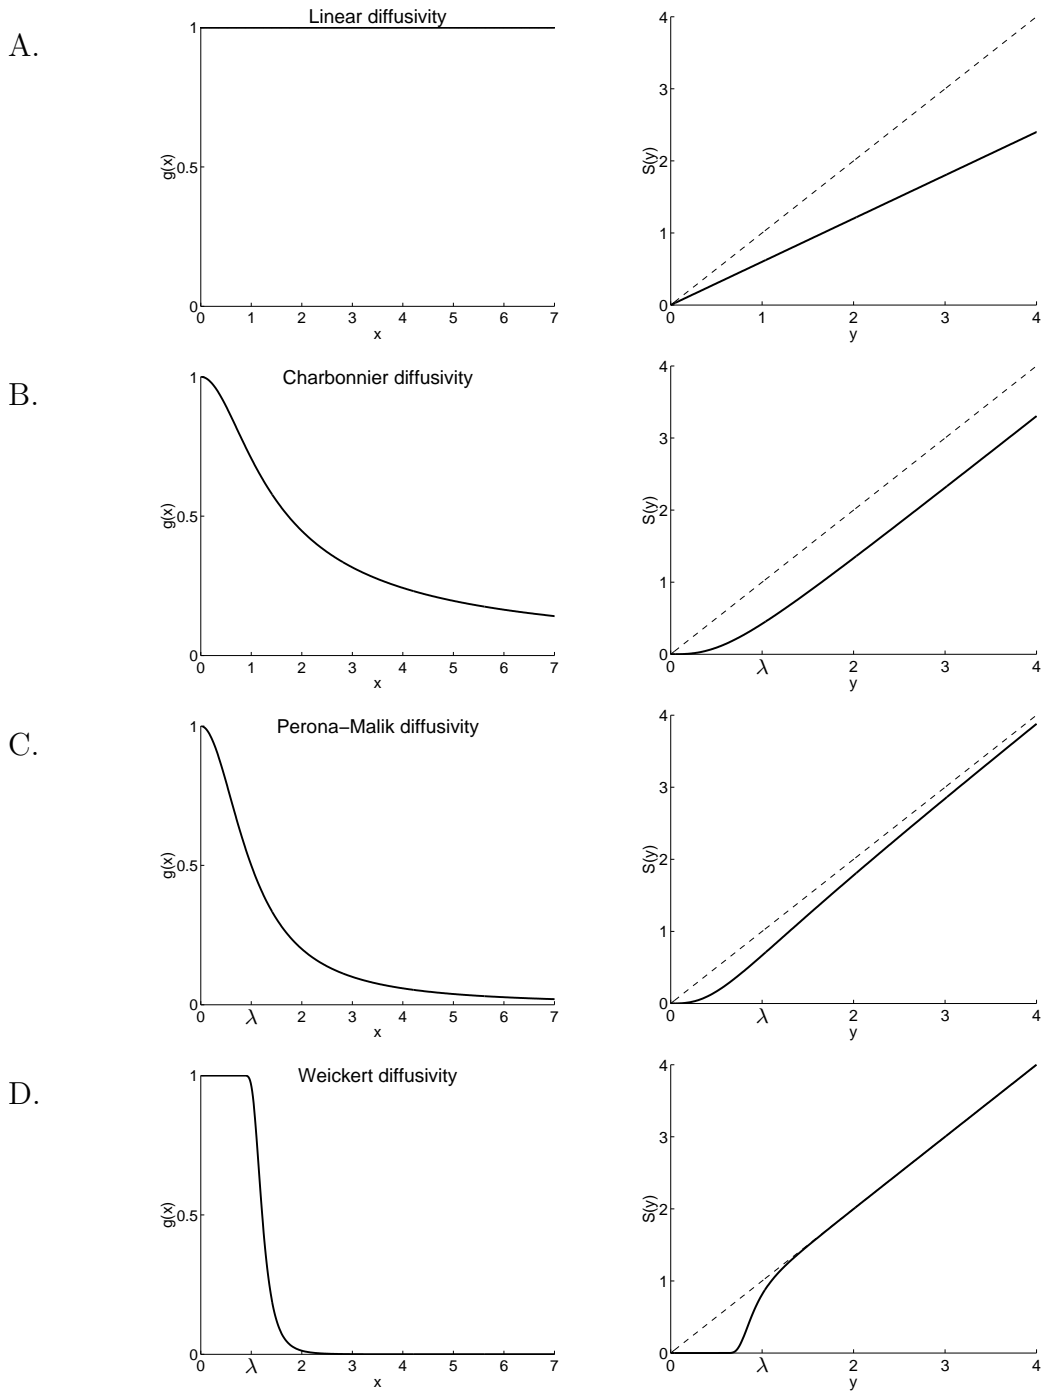 A.
Linear diffusivity
1
0.5
0
g(x)
0 1 2 3 4 5 6 7
x
4
3
2
1
0
S(y)
0 1 2 3 4
y
B.
Charbonnier diffusivity
1
0.5
0
g(x)
0 1 2 3 4 5 6 7
x
4
3
2
1
0
S(y)
0 λ 2 3 4
y
C.
Perona−Malik diffusivity
1
0.5
0
g(x)
0 λ 2 3 4 5 6 7
x
4
3
2
1
0
S(y)
0 λ 2 3 4
y
D.
Weickert diffusivity
1
0.5
0
g(x)
0 λ 2 3 4 5 6 7
x
4
3
2
1
0
S(y)
0 λ 2 3 4
y